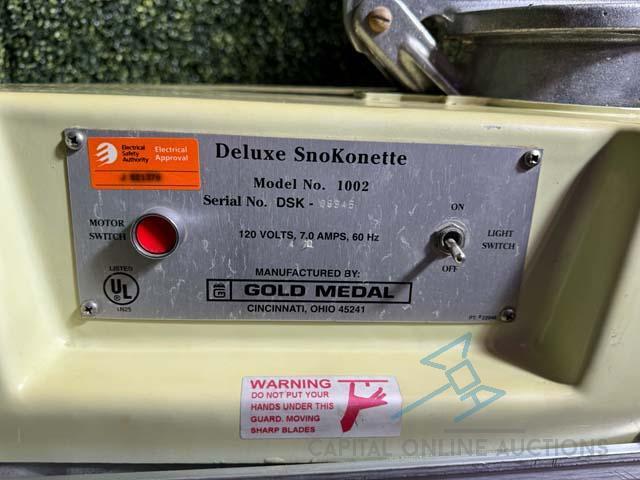 Electrical
Safety
Authority
Electrical
Approval
Deluxe SnoKonette
Model No. 1002
Serial No. DSK -
MOTOR
SWITCH
120 VOLTS, 7.0 AMPS, 60 Hz
ON
LIGHT
SWITCH
OFF
LISTED
UL
MANUFACTURED BY:
GOLD MEDAL
CINCINNATI, OHIO 45241
WARNING
DO NOT PUT YOUR
HANDS UNDER THIS
GUARD. MOVING
SHARP BLADES
CAPITAL ONLINE AUCTIONS